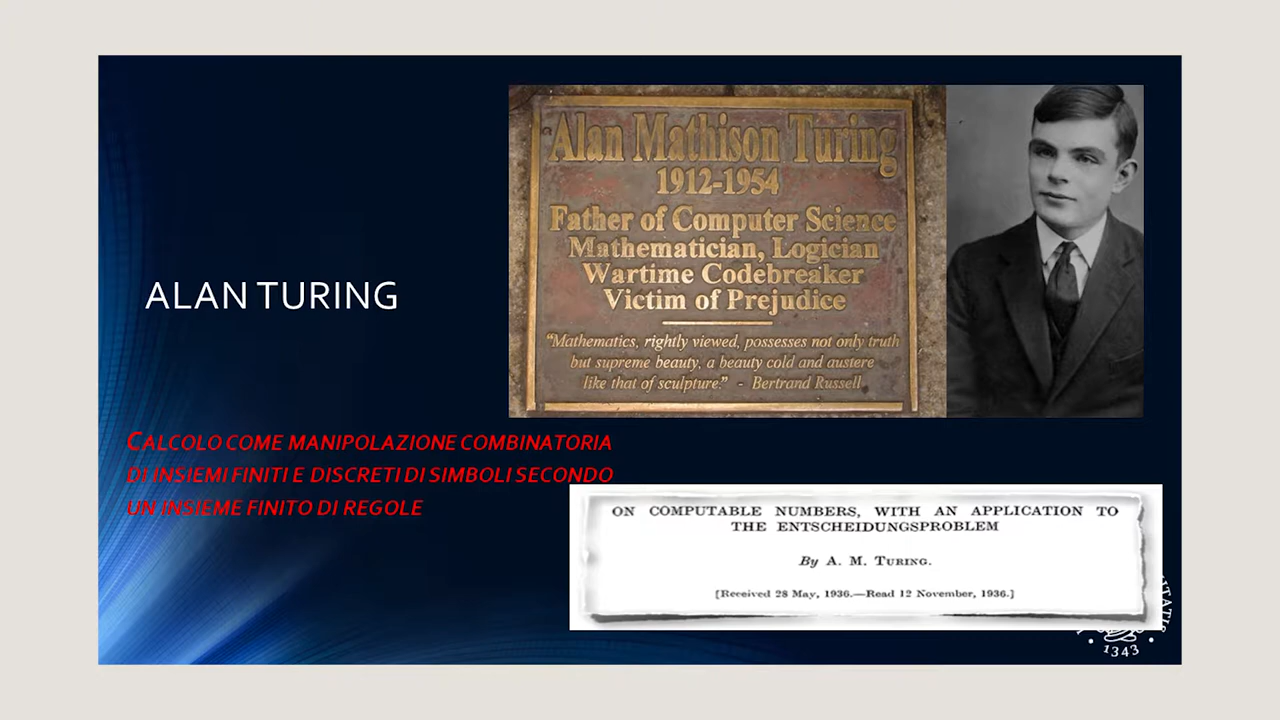 ALAN TURING
Alan Mathison Turing
1912-1954
Father of Computer Science
Mathematician, Logician
Wartime Codebreaker
Victim of Prejudice
“Mathematics, rightly viewed, possesses not only truth
but supreme beauty, a beauty cold and austere
like that of sculpture.” - Bertrand Russell
CALCOLO COME MANIPOLAZIONE COMBINATORIA
DI INSIEMI FINITI E DISCRETI DI SIMBOLI SECONDO
UN INSIEME FINITO DI REGOLE
ON COMPUTABLE NUMBERS, WITH AN APPLICATION TO
THE ENTSCHEIDUNGSPROBLEM
By A. M. TURING.
[Received 28 May, 1936.—Read 12 November, 1936.]
1343